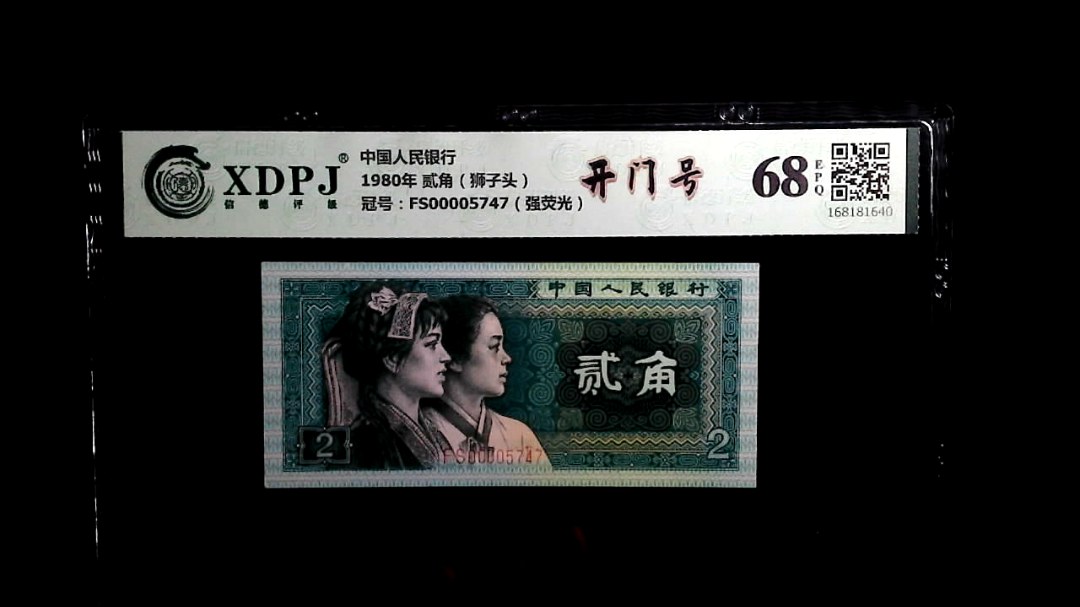 XDPJ®
信德评级
中国人民银行
1980年 贰角（狮子头）
冠号：FS00005747（强荧光）
开门号
68
EPQ
168181640
中国人民银行
贰角
2
2
FS00005747